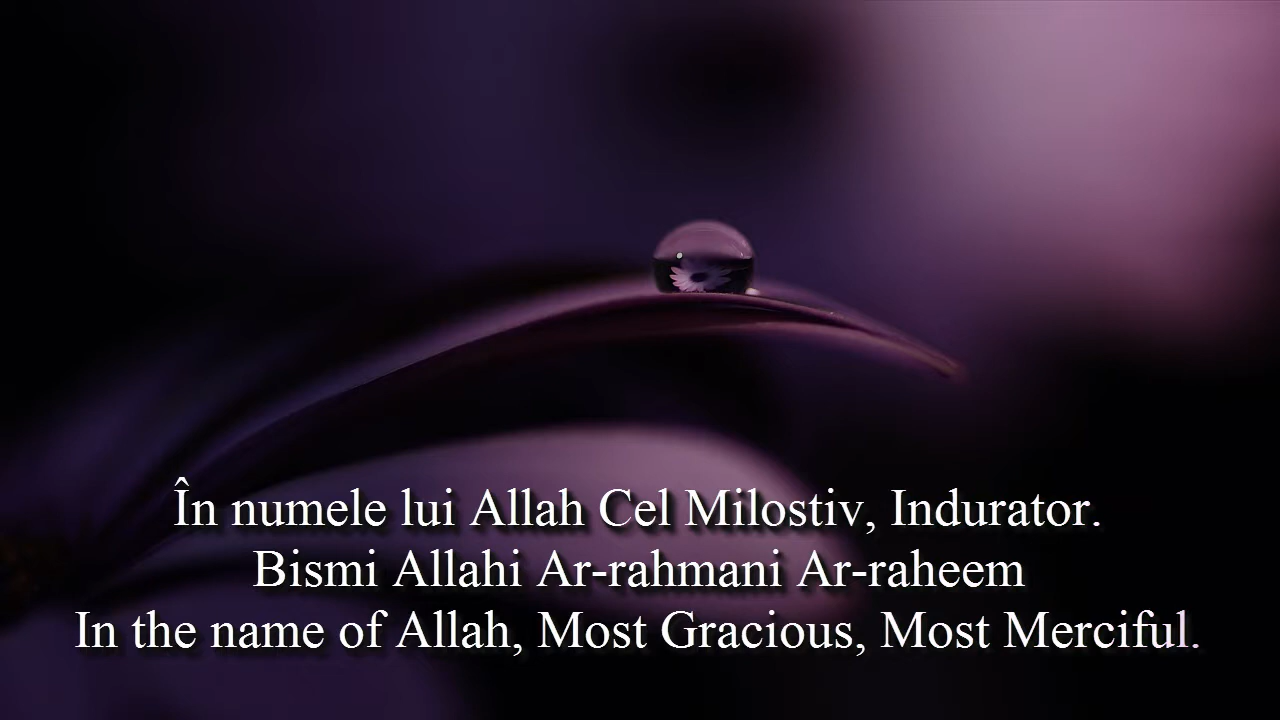 În numele lui Allah Cel Milostiv, Indurator.
Bismi Allahi Ar-rahmani Ar-raheem
In the name of Allah, Most Gracious, Most Merciful.